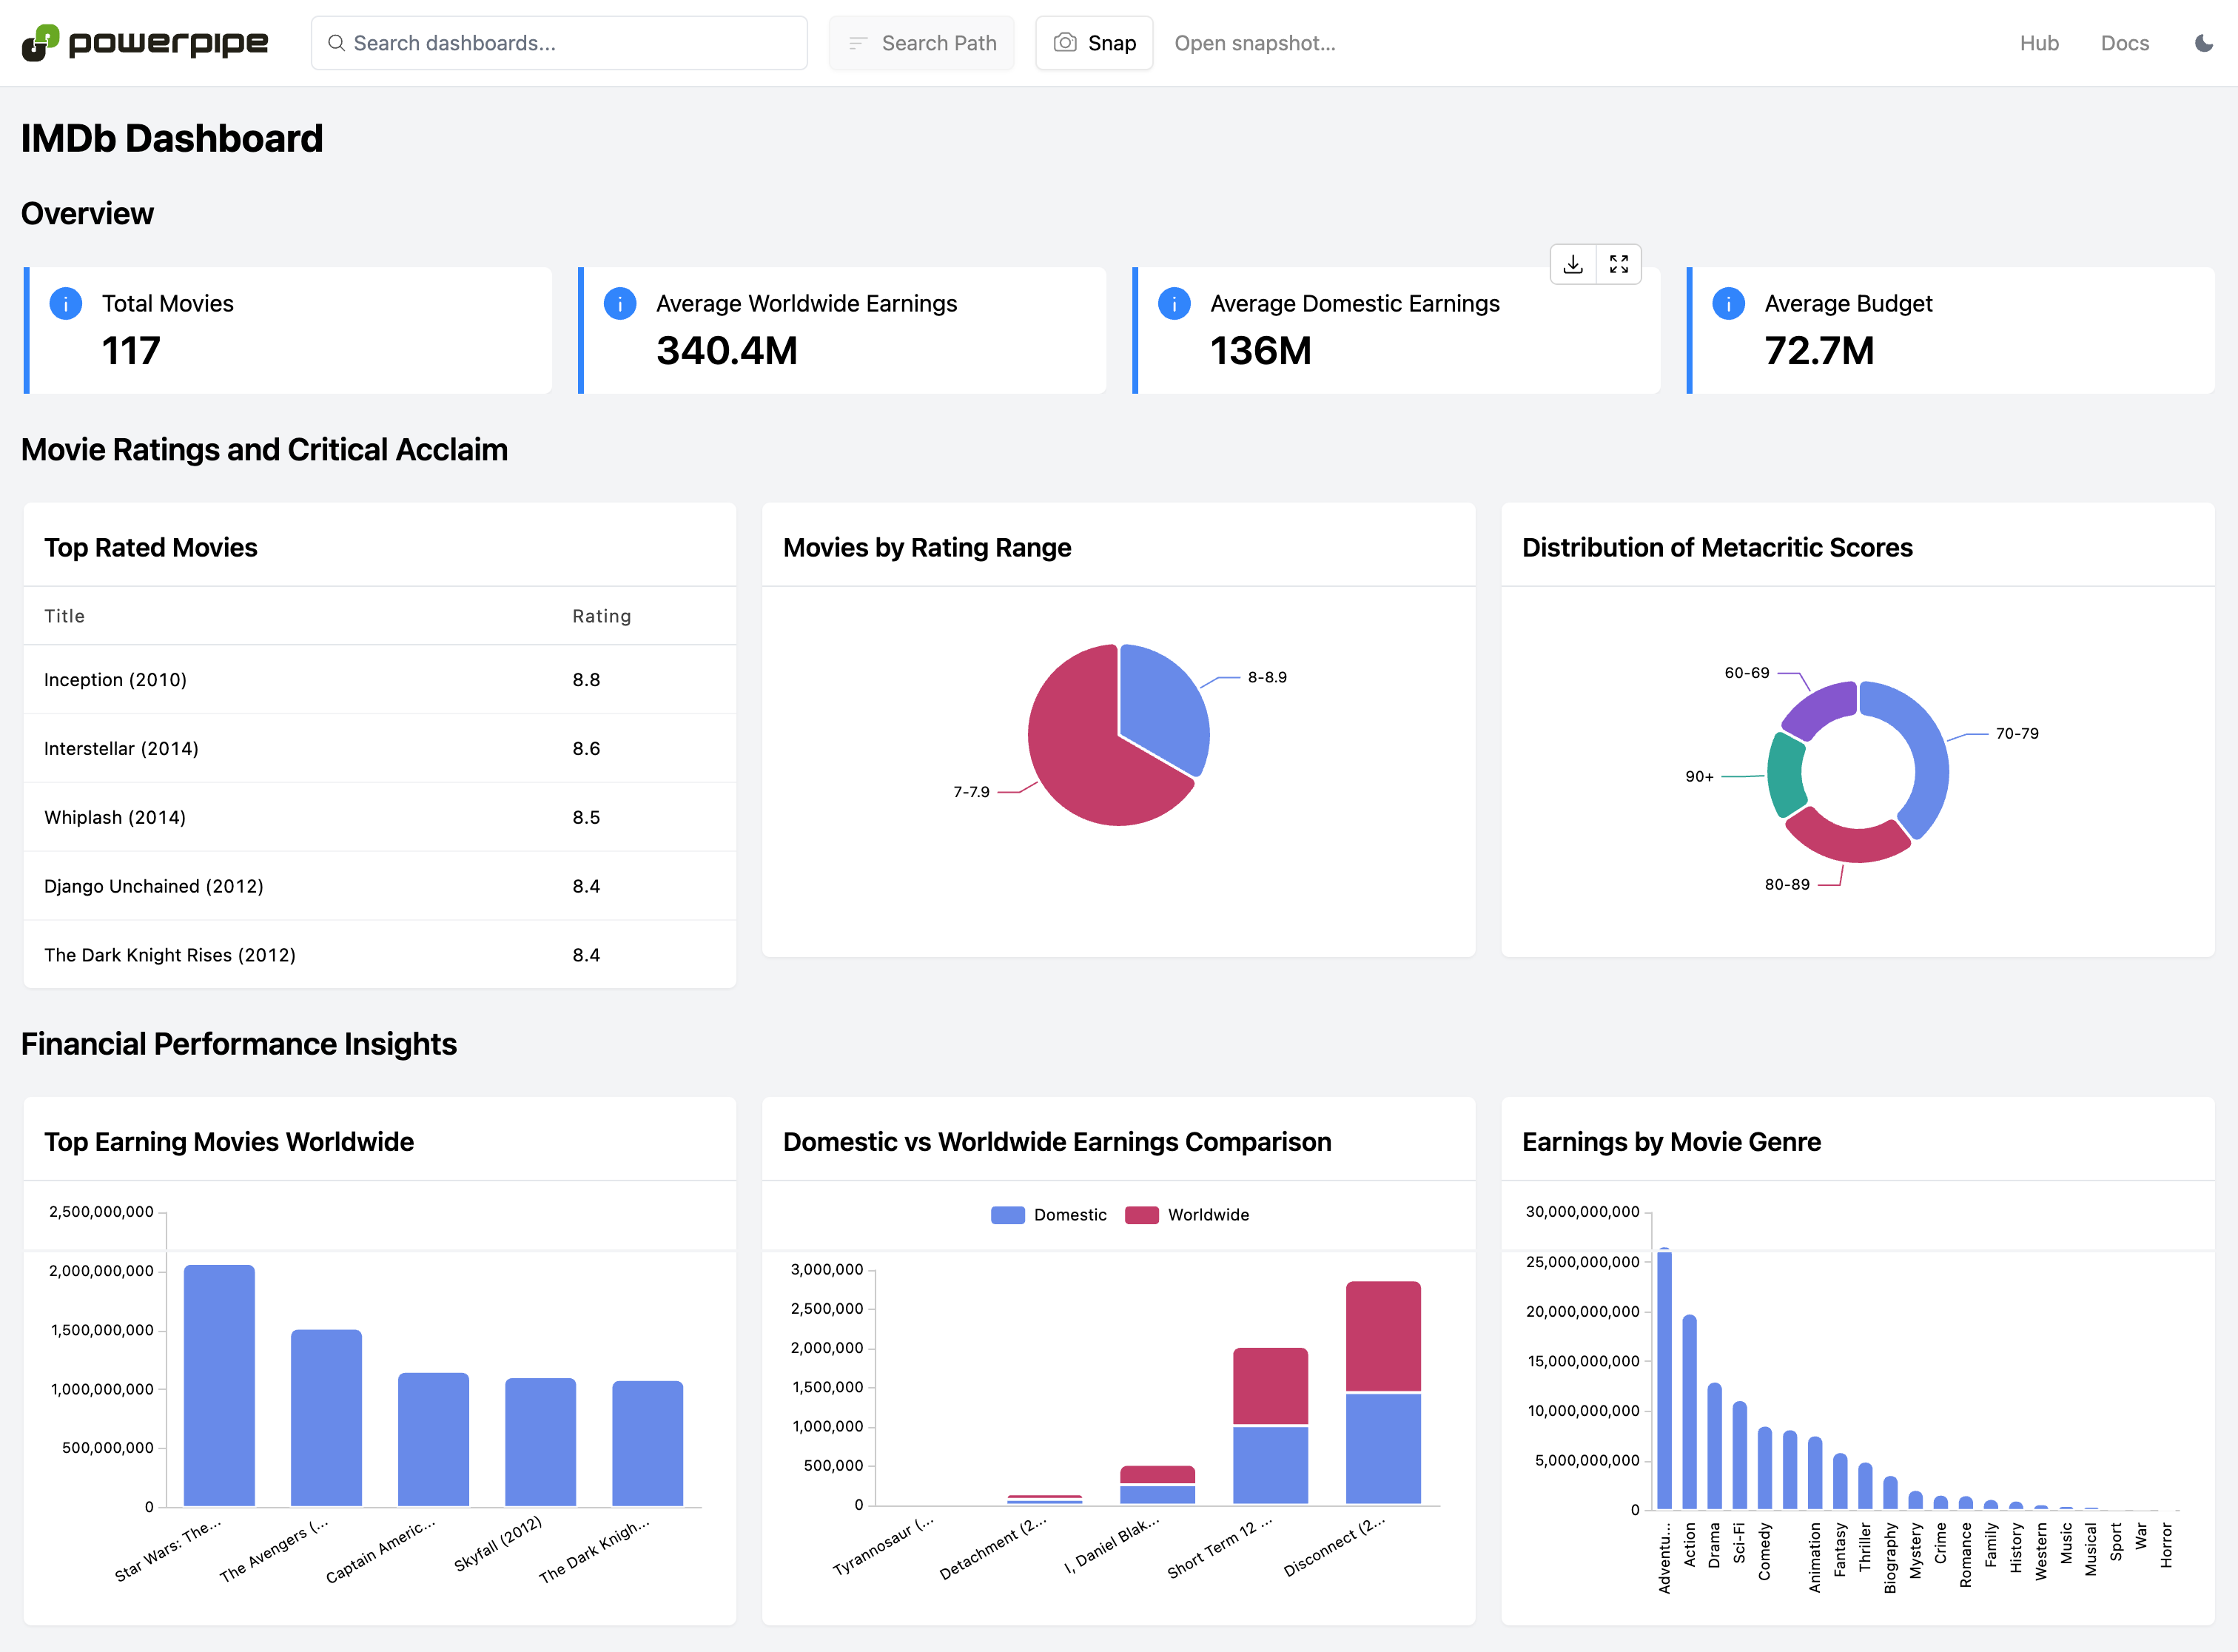 powerpipe
Search dashboards...
Search Path
Snap
Open snapshot...
Hub
Docs
IMDb Dashboard
Overview
Total Movies
117
Average Worldwide Earnings
340.4M
Average Domestic Earnings
136M
Average Budget
72.7M
Movie Ratings and Critical Acclaim
Top Rated Movies
Title Rating
Inception (2010) 8.8
Interstellar (2014) 8.6
Whiplash (2014) 8.5
Django Unchained (2012) 8.4
The Dark Knight Rises (2012) 8.4
Movies by Rating Range
8-8.9
7-7.9
Distribution of Metacritic Scores
60-69
70-79
90+
80-89
Financial Performance Insights
Top Earning Movies Worldwide
2,500,000,000
2,000,000,000
1,500,000,000
1,000,000,000
500,000,000
0
Star Wars: The...
The Avengers (...
Captain Americ...
Skyfall (2012)
The Dark Knigh...
Domestic vs Worldwide Earnings Comparison
Domestic Worldwide
3,000,000
2,500,000
2,000,000
1,500,000
1,000,000
500,000
0
Tyrannosaur (...
Detachment (2...
I, Daniel Blak...
Short Term 12 ...
Disconnect (2...
Earnings by Movie Genre
30,000,000,000
25,000,000,000
20,000,000,000
15,000,000,000
10,000,000,000
5,000,000,000
0
Adventu...
Action
Drama
Sci-Fi
Comedy
Animation
Fantasy
Thriller
Biography
Mystery
Crime
Romance
Family
History
Western
Music
Musical
Sport
War
Horror